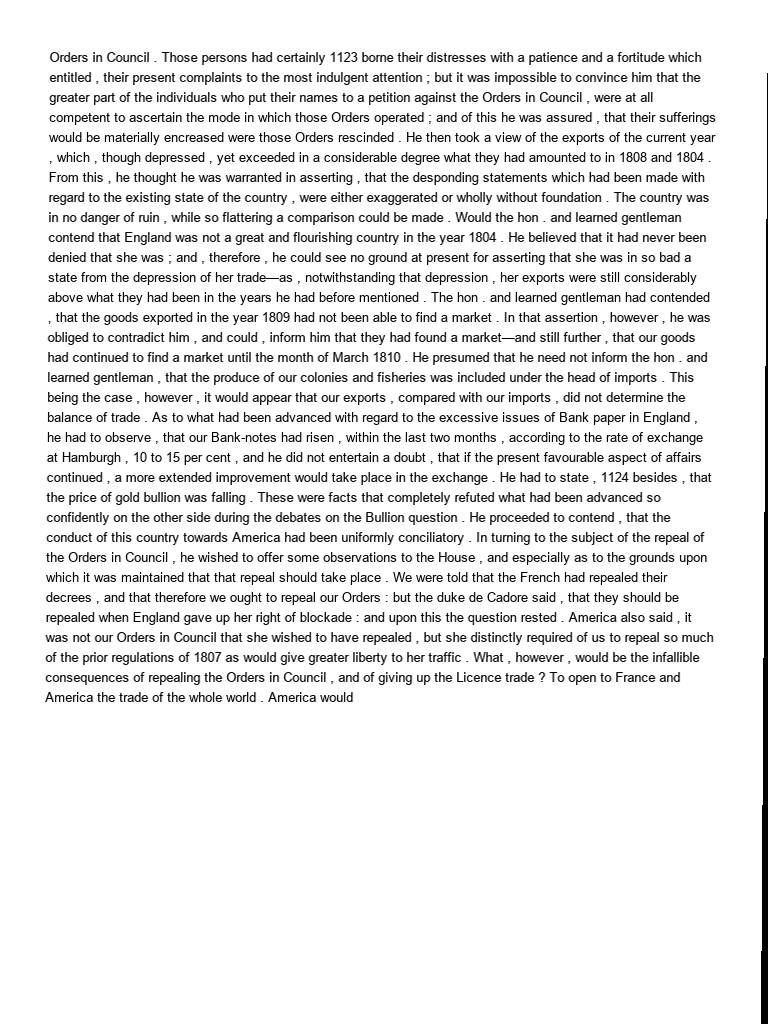 Orders in Council . Those persons had certainly 1123 borne their distresses with a patience and a fortitude which
entitled , their present complaints to the most indulgent attention ; but it was impossible to convince him that the
greater part of the individuals who put their names to a petition against the Orders in Council , were at all
competent to ascertain the mode in which those Orders operated ; and of this he was assured , that their sufferings
would be materially encreased were those Orders rescinded . He then took a view of the exports of the current year
, which , though depressed , yet exceeded in a considerable degree what they had amounted to in 1808 and 1804 .
From this , he thought he was warranted in asserting , that the desponding statements which had been made with
regard to the existing state of the country , were either exaggerated or wholly without foundation . The country was
in no danger of ruin , while so flattering a comparison could be made . Would the hon . and learned gentleman
contend that England was not a great and flourishing country in the year 1804 . He believed that it had never been
denied that she was ; and , therefore , he could see no ground at present for asserting that she was in so bad a
state from the depression of her trade—as , notwithstanding that depression , her exports were still considerably
above what they had been in the years he had before mentioned . The hon . and learned gentleman had contended
, that the goods exported in the year 1809 had not been able to find a market . In that assertion , however , he was
obliged to contradict him , and could , inform him that they had found a market—and still further , that our goods
had continued to find a market until the month of March 1810 . He presumed that he need not inform the hon . and
learned gentleman , that the produce of our colonies and fisheries was included under the head of imports . This
being the case , however , it would appear that our exports , compared with our imports , did not determine the
balance of trade . As to what had been advanced with regard to the excessive issues of Bank paper in England ,
he had to observe , that our Bank-notes had risen , within the last two months , according to the rate of exchange
at Hamburgh , 10 to 15 per cent , and he did not entertain a doubt , that if the present favourable aspect of affairs
continued , a more extended improvement would take place in the exchange . He had to state , 1124 besides , that
the price of gold bullion was falling . These were facts that completely refuted what had been advanced so
confidently on the other side during the debates on the Bullion question . He proceeded to contend , that the
conduct of this country towards America had been uniformly conciliatory . In turning to the subject of the repeal of
the Orders in Council , he wished to offer some observations to the House , and especially as to the grounds upon
which it was maintained that that repeal should take place . We were told that the French had repealed their
decrees , and that therefore we ought to repeal our Orders : but the duke de Cadore said , that they should be
repealed when England gave up her right of blockade : and upon this the question rested . America also said , it
was not our Orders in Council that she wished to have repealed , but she distinctly required of us to repeal so much
of the prior regulations of 1807 as would give greater liberty to her traffic . What , however , would be the infallible
consequences of repealing the Orders in Council , and of giving up the Licence trade ? To open to France and
America the trade of the whole world . America would